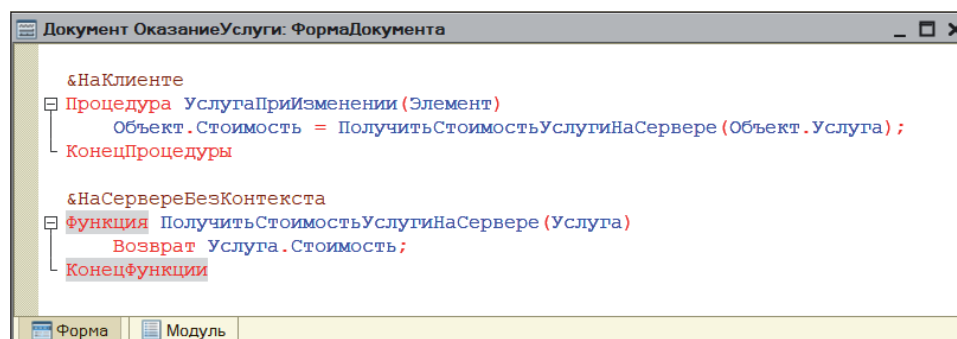 Документ ОказаниеУслуги: ФормаДокумента
&НаКлиенте
Процедура УслугаПриИзменении(Элемент)
Объект.Стоимость = ПолучитьСтоимостьУслугиНаСервере(Объект.Услуга);
КонецПроцедуры
&НаСервереБезКонтекста
Функция ПолучитьСтоимостьУслугиНаСервере(Услуга)
Возврат Услуга.Стоимость;
КонецФункции
Форма Модуль